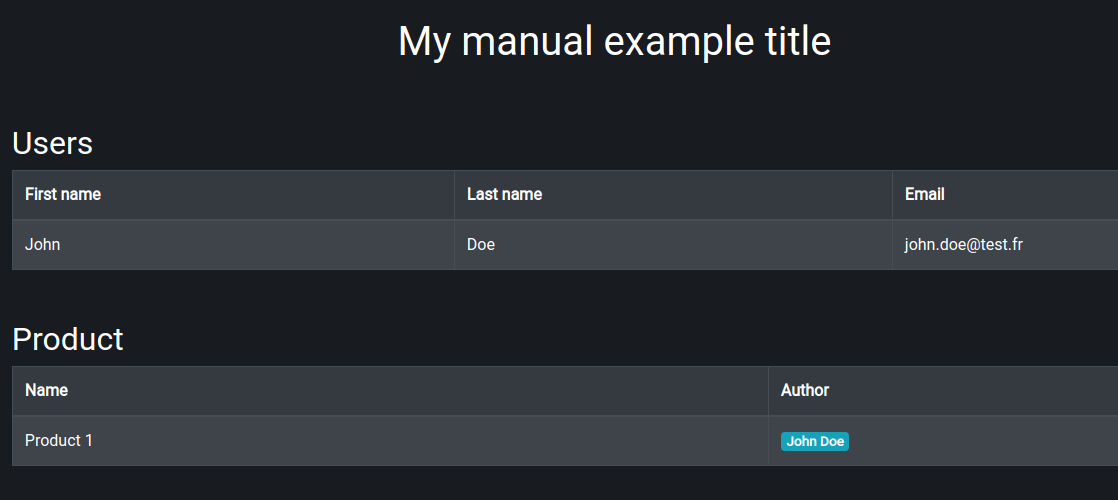 My manual example title
Users
First name Last name Email
John Doe john.doe@test.fr
Product
Name Author
Product 1 John Doe